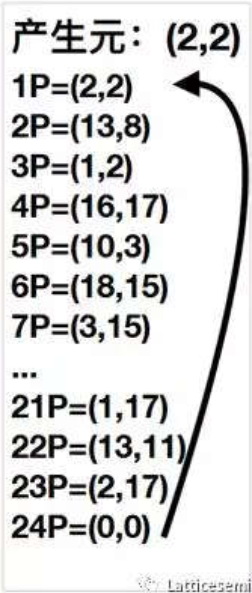 产生元：(2,2)
1P=(2,2)
2P=(13,8)
3P=(1,2)
4P=(16,17)
5P=(10,3)
6P=(18,15)
7P=(3,15)
...
21P=(1,17)
22P=(13,11)
23P=(2,17)
24P=(0,0)
Latticesemi